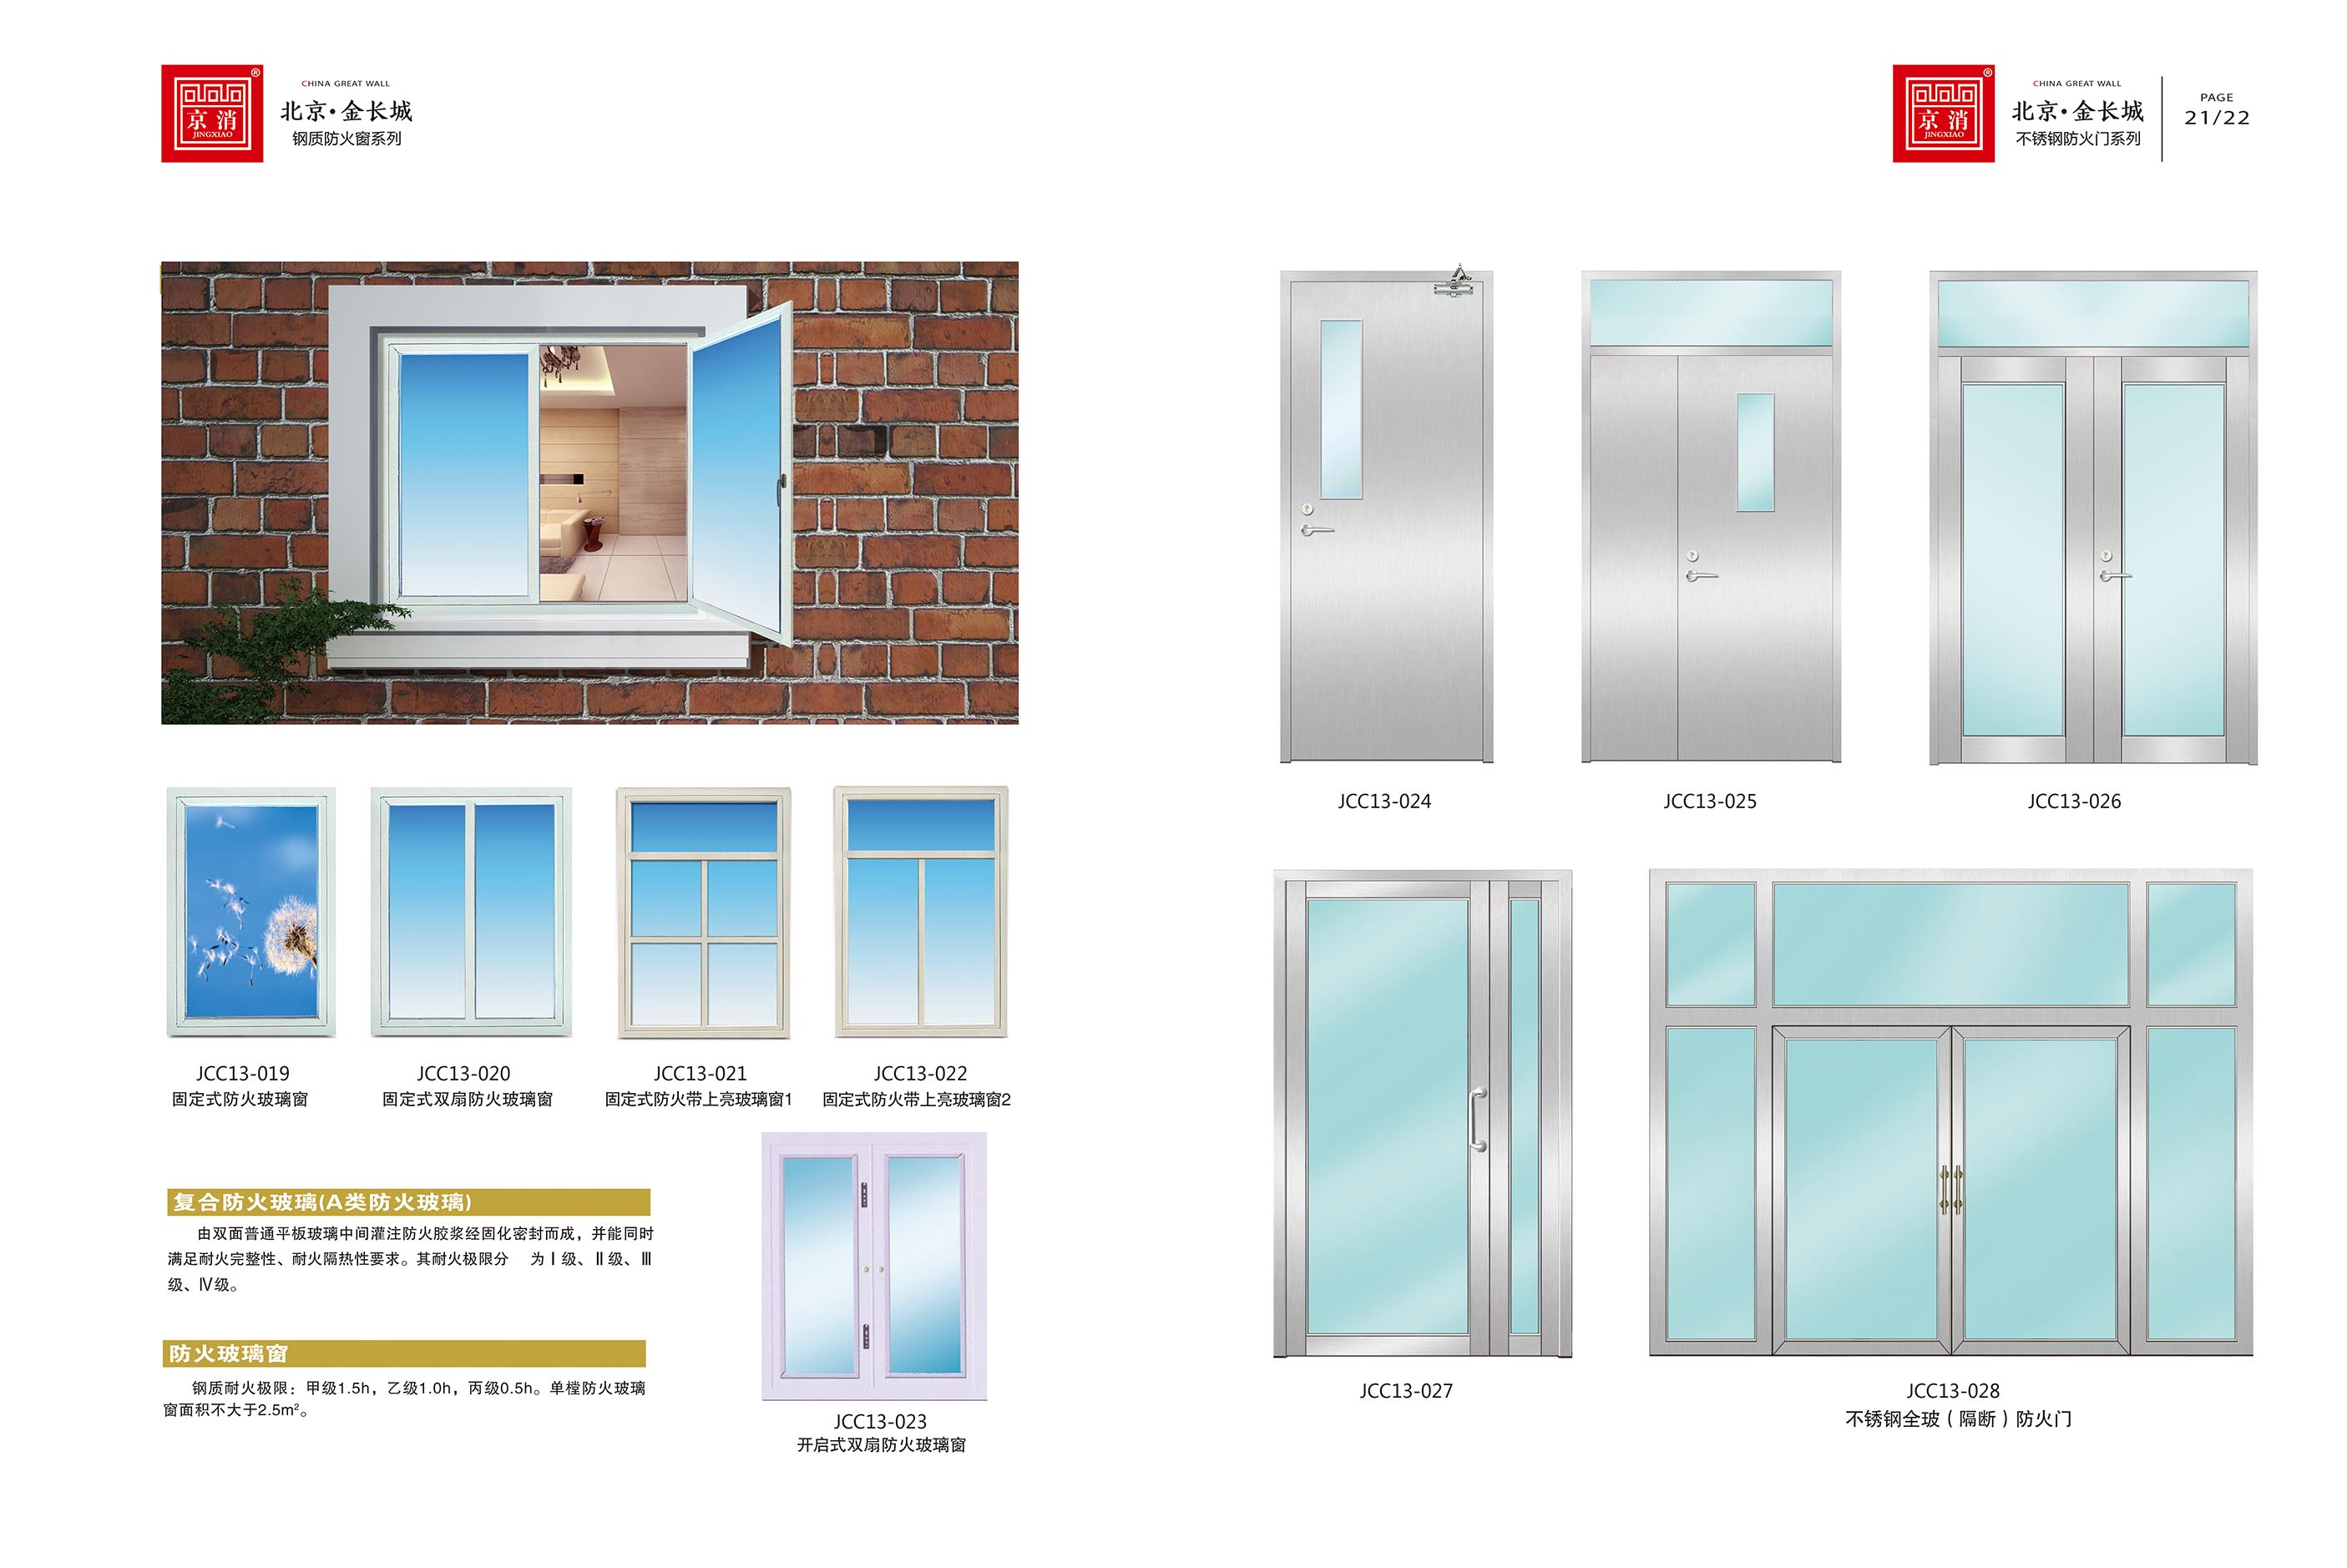 京消
JINGXIAO
®
CHINA GREAT WALL
北京·金长城
钢质防火窗系列
京消
JINGXIAO
®
CHINA GREAT WALL
北京·金长城
不锈钢防火门系列
PAGE
21/22
JCC13-019
固定式防火玻璃窗
JCC13-020
固定式双扇防火玻璃窗
JCC13-021
固定式防火带上亮玻璃窗1
JCC13-022
固定式防火带上亮玻璃窗2
复合防火玻璃(A类防火玻璃)
由双面普通平板玻璃中间灌注防火胶浆经固化密封而成，并能同时
满足耐火完整性、耐火隔热性要求。其耐火极限分 为Ⅰ级、Ⅱ级、Ⅲ
级、Ⅳ级。
防火玻璃窗
钢质耐火极限：甲级1.5h，乙级1.0h，丙级0.5h。单樘防火玻璃
窗面积不大于2.5m²。
JCC13-023
开启式双扇防火玻璃窗
JCC13-024
JCC13-025
JCC13-026
JCC13-027
JCC13-028
不锈钢全玻（隔断）防火门